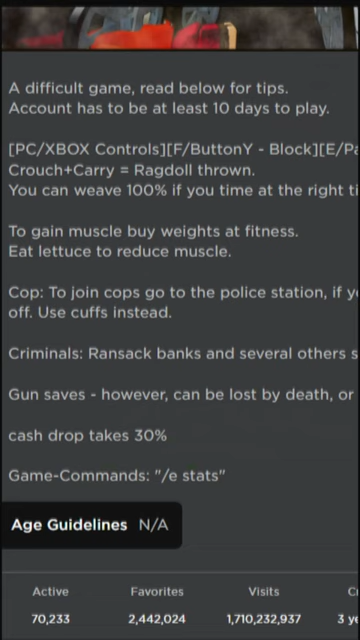 A difficult game, read below for tips.
Account has to be at least 10 days to play.
[PC/XBOX Controls][F/ButtonY - Block][E/Pa
Crouch+Carry = Ragdoll thrown.
You can weave 100% if you time at the right ti
To gain muscle buy weights at fitness.
Eat lettuce to reduce muscle.
Cop: To join cops go to the police station, if y
off. Use cuffs instead.
Criminals: Ransack banks and several others s
Gun saves - however, can be lost by death, or
cash drop takes 30%
Game-Commands: "/e stats"
Age Guidelines N/A
Active Favorites Visits C
70,233 2,442,024 1,710,232,937 3 y